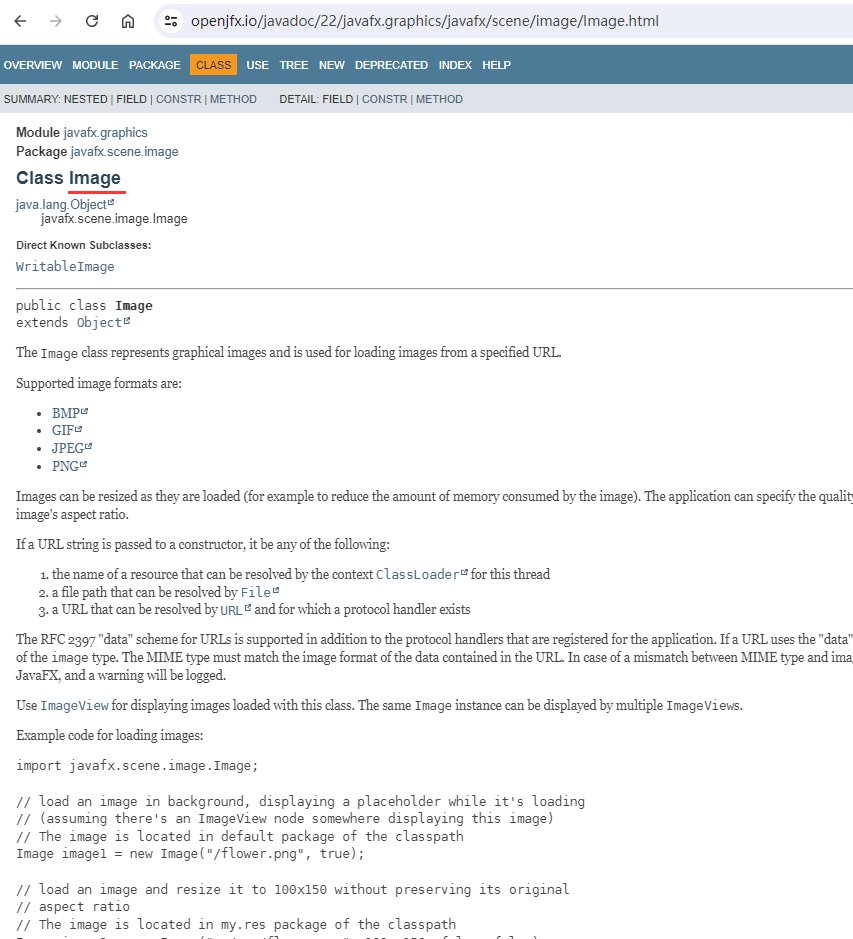 openjfx.io/javadoc/22/javafx.graphics/javafx/scene/image/Image.html
OVERVIEW MODULE PACKAGE CLASS USE TREE NEW DEPRECATED INDEX HELP
SUMMARY: NESTED | FIELD | CONSTR | METHOD DETAIL: FIELD | CONSTR | METHOD
Module javafx.graphics
Package javafx.scene.image
Class Image
java.lang.Object
javafx.scene.image.Image
Direct Known Subclasses:
WritableImage
public class Image
extends Object
The Image class represents graphical images and is used for loading images from a specified URL.
Supported image formats are:
• BMP
• GIF
• JPEG
• PNG
Images can be resized as they are loaded (for example to reduce the amount of memory consumed by the image). The application can specify the quality
image's aspect ratio.
If a URL string is passed to a constructor, it be any of the following:
1. the name of a resource that can be resolved by the context ClassLoader for this thread
2. a file path that can be resolved by File
3. a URL that can be resolved by URL and for which a protocol handler exists
The RFC 2397 "data" scheme for URLs is supported in addition to the protocol handlers that are registered for the application. If a URL uses the "data"
of the image type. The MIME type must match the image format of the data contained in the URL. In case of a mismatch between MIME type and ima
JavaFX, and a warning will be logged.
Use ImageView for displaying images loaded with this class. The same Image instance can be displayed by multiple ImageViews.
Example code for loading images:
import javafx.scene.image.Image;
// load an image in background, displaying a placeholder while it's loading
// (assuming there's an ImageView node somewhere displaying this image)
// The image is located in default package of the classpath
Image image1 = new Image("/flower.png", true);
// load an image and resize it to 100x150 without preserving its original
// aspect ratio
// The image is located in my.res package of the classpath